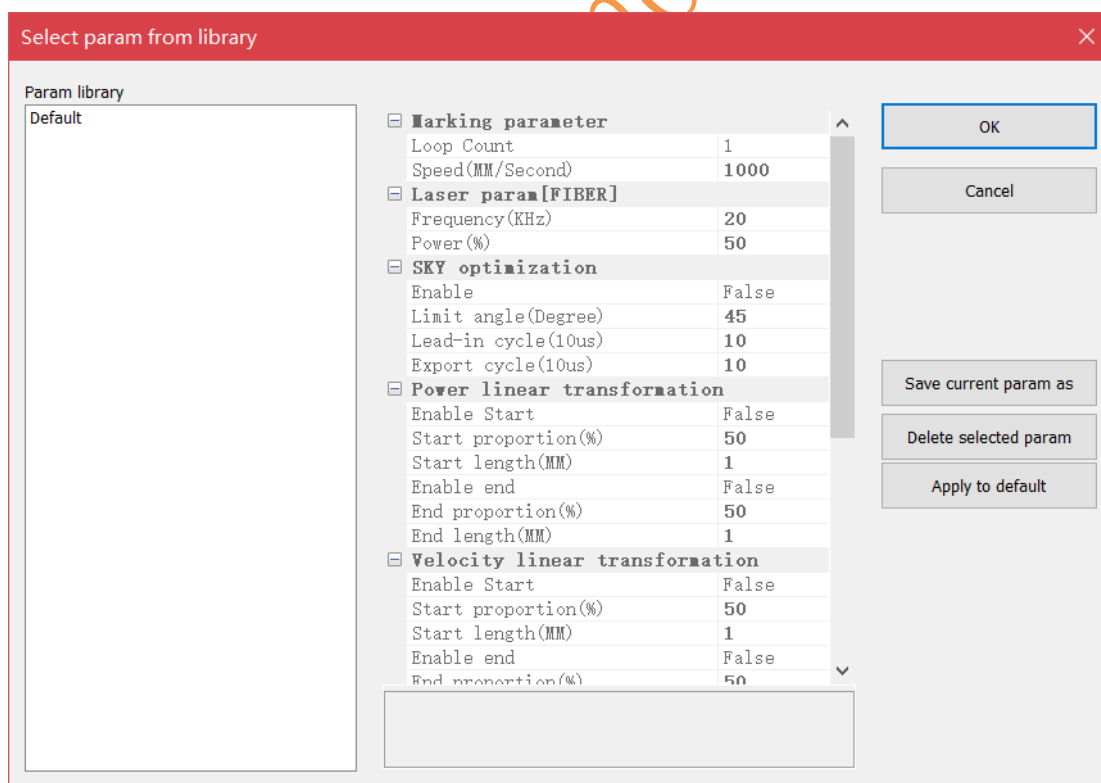 Select param from library
Param library
Default
Marking parameter
Loop Count 1
Speed(MM/Second) 1000
Laser param[FIBER]
Frequency(KHz) 20
Power(%) 50
SKY optimization
Enable False
Limit angle(Degree) 45
Lead-in cycle(10us) 10
Export cycle(10us) 10
Power linear transformation
Enable Start False
Start proportion(%) 50
Start length(MM) 1
Enable end False
End proportion(%) 50
End length(MM) 1
Velocity linear transformation
Enable Start False
Start proportion(%) 50
Start length(MM) 1
Enable end False
End proportion(%) 50
OK
Cancel
Save current param as
Delete selected param
Apply to default